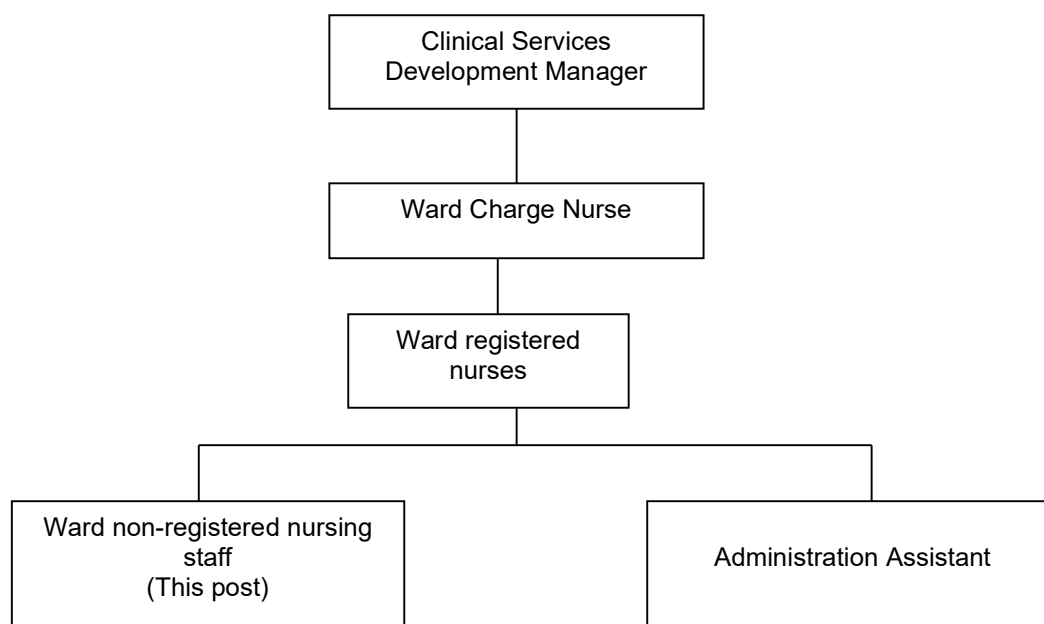 Clinical Services
Development Manager
Ward Charge Nurse
Ward registered
nurses
Ward non-registered nursing
staff
(This post)
Administration Assistant